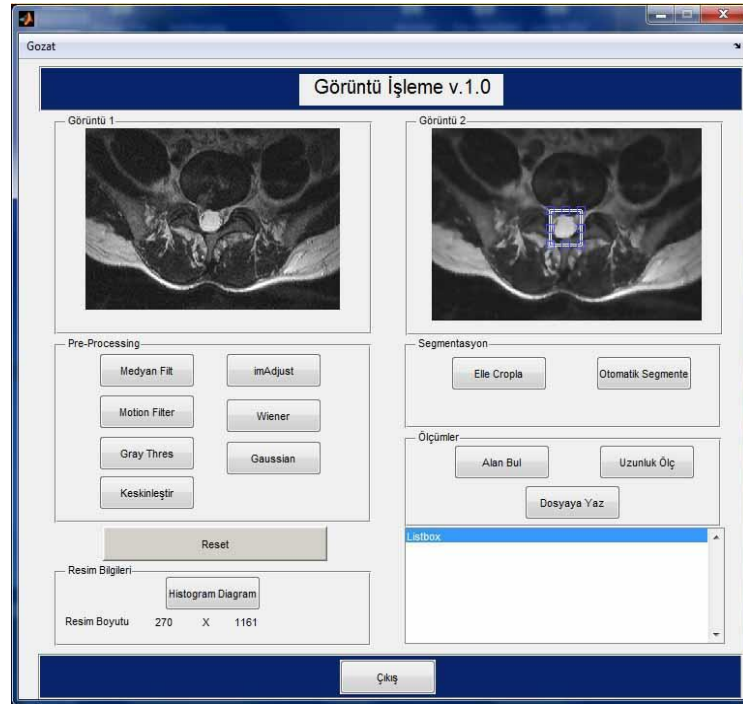 Gozat
Görüntü İşleme v.1.0
Görüntü 1
Görüntü 2
Pre-Processing
Medyan Filt
imAdjust
Motion Filter
Wiener
Gray Thres
Gaussian
Keskinleştir
Segmentasyon
Elle Cropla
Otomatik Segmente
Ölçümler
Alan Bul
Uzunluk Ölç
Dosyaya Yaz
Listbox
Reset
Resim Bilgileri
Histogram Diagram
Resim Boyutu 270 X 1161
Çıkış